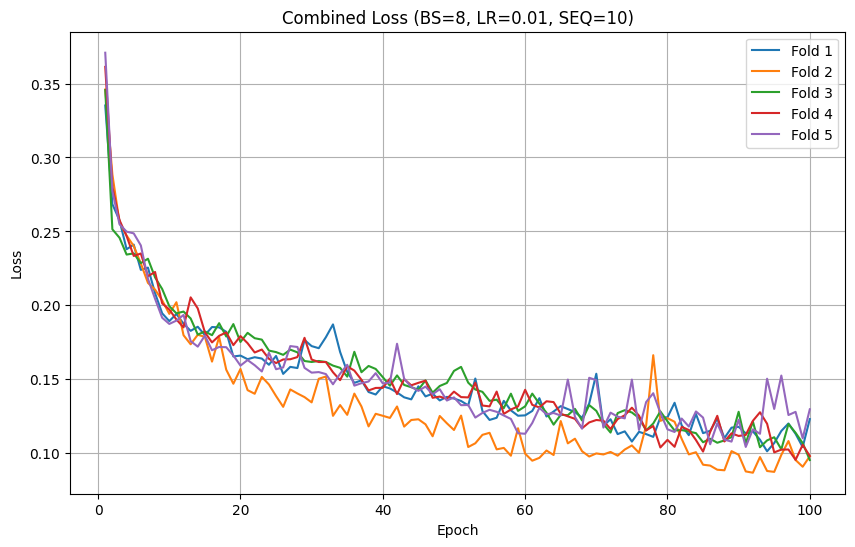 Combined Loss (BS=8, LR=0.01, SEQ=10)
Loss
0.35
0.30
0.25
0.20
0.15
0.10
Fold 1
Fold 2
Fold 3
Fold 4
Fold 5
0
20
40
60
80
100
Epoch